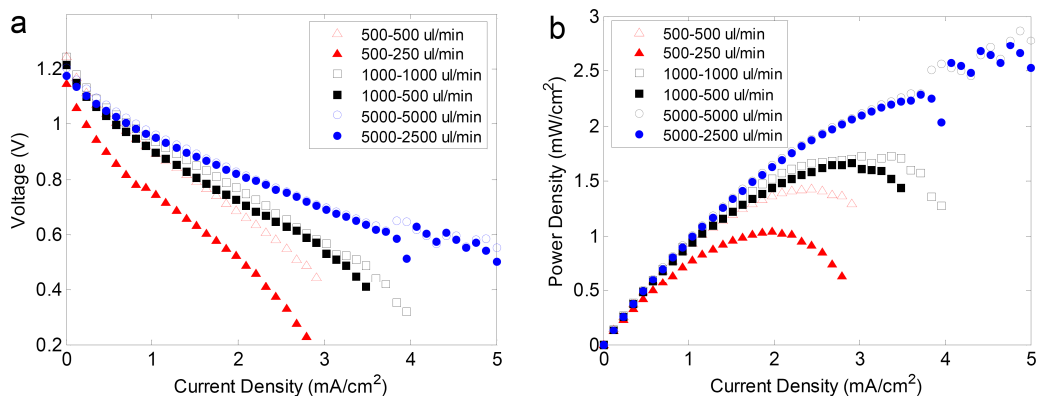 a
1.2
1
0.8
0.6
0.4
0.2
0
1
2
3
4
5
Voltage (V)
Current Density (mA/cm²)
500-500 ul/min
500-250 ul/min
1000-1000 ul/min
1000-500 ul/min
5000-5000 ul/min
5000-2500 ul/min
b
3
2.5
2
1.5
1
0.5
0
0
1
2
3
4
5
Power Density (mW/cm²)
Current Density (mA/cm²)
500-500 ul/min
500-250 ul/min
1000-1000 ul/min
1000-500 ul/min
5000-5000 ul/min
5000-2500 ul/min